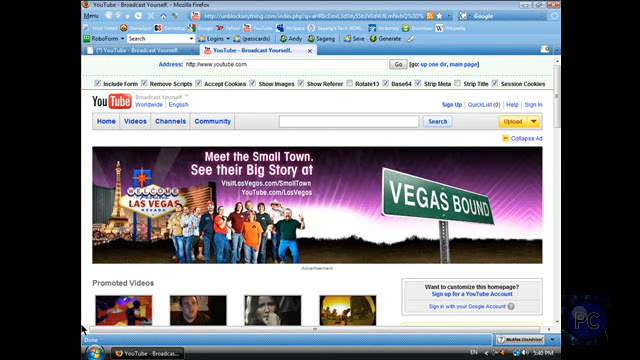 YouTube - Broadcast Yourself. - Mozilla Firefox
Menu
Google
RoboForm
Search
Logins
(passcards)
Andy
Sagang
Save
Generate
(*) YouTube - Broadcast Yourself.
YouTube - Broadcast Yourself.
Address: http://www.youtube.com Go [go: up one dir, main page]
Include Form Remove Scripts Accept Cookies Show Images Show Referer Rotate13 Base64 Strip Meta Strip Title Session Cookies
YouTube Broadcast Yourself ™
Worldwide English
Sign Up QuickList (0) Help Sign In
Home Videos Channels Community Search Upload
Collapse Ad
Meet the Small Town.
See their Big Story at
VisitLasVegas.com/SmallTown
YouTube.com/LasVegas
WELCOME
LAS VEGAS
NEVADA
VEGAS BOUND
Advertisement
Promoted Videos
Want to customize this homepage?
Sign up for a YouTube Account
Sign in with your Google Account
Done
McAfee SiteAdvisor
YouTube - Broadcas...
EN
5:40 PM
PC